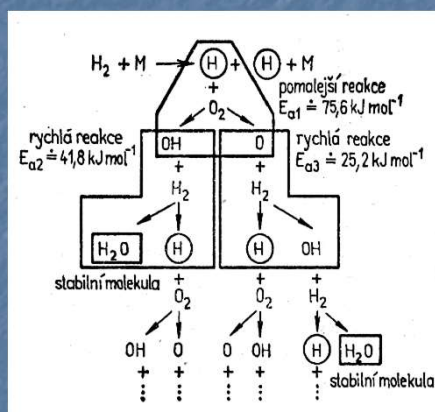 H₂ + M → H + H + M
+
O₂
pomalejší reakce
Eₐ₁ ≐ 75,6 kJ mol⁻¹
rychlá reakce
Eₐ₂ ≐ 41,8 kJ mol⁻¹
OH O
rychlá reakce
Eₐ₃ ≐ 25,2 kJ mol⁻¹
+ +
H₂ H₂
H₂O H H OH
stabilní molekula
+ + +
O₂ O₂ H₂
OH O O OH H H₂O
+ + + + +
stabilní molekula